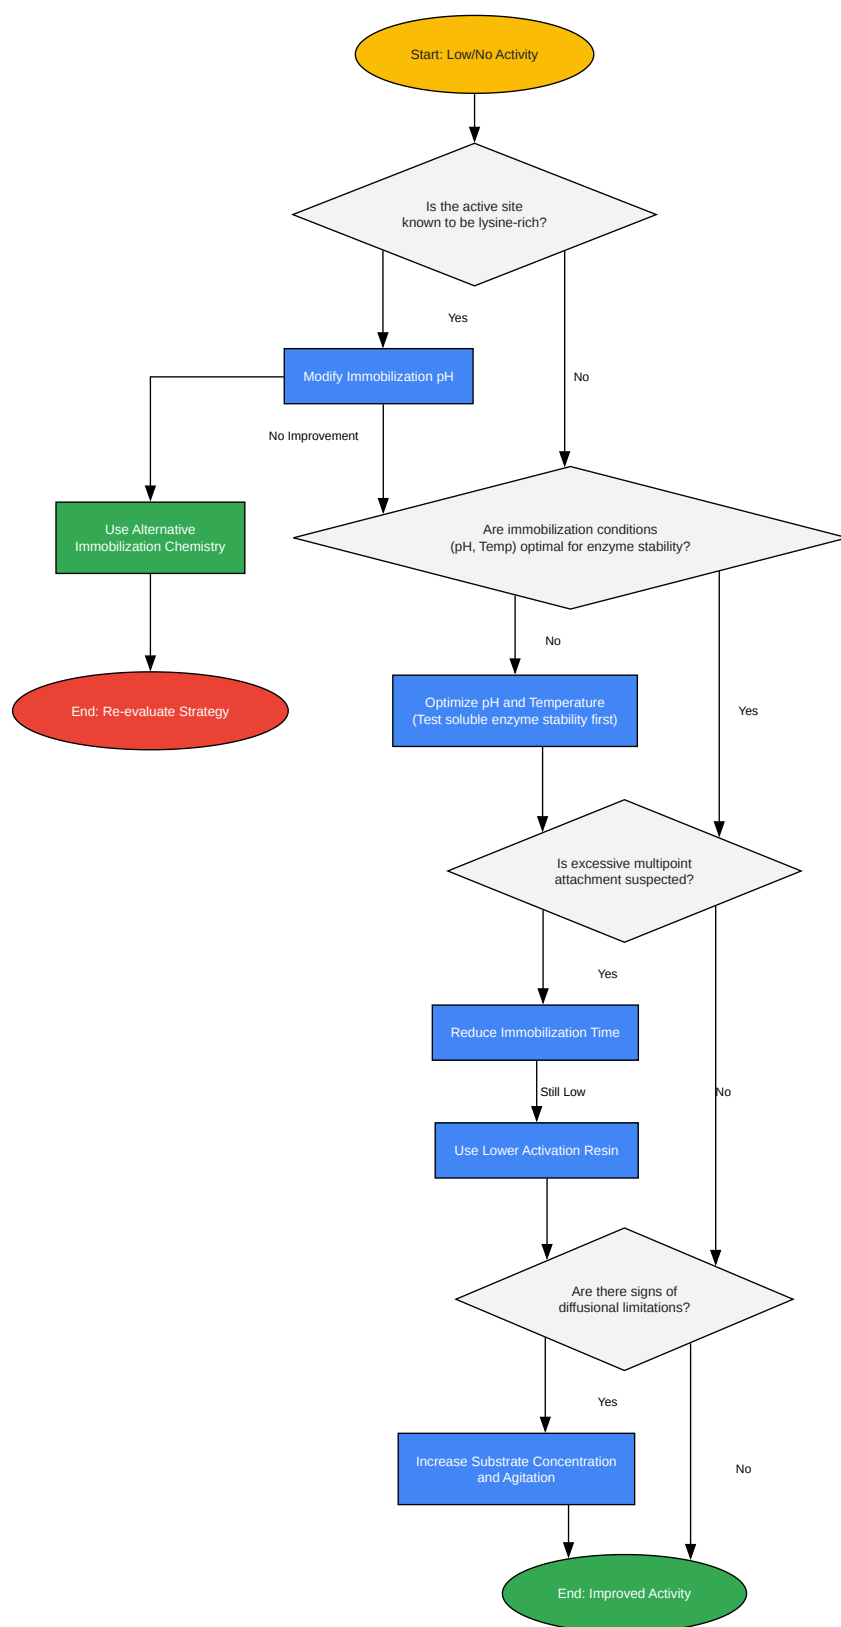 Start: Low/No Activity
Is the active site
known to be lysine-rich?
Yes
Modify Immobilization pH
No
No Improvement
Use Alternative
Immobilization Chemistry
Are immobilization conditions
(pH, Temp) optimal for enzyme stability?
No
Optimize pH and Temperature
(Test soluble enzyme stability first)
End: Re-evaluate Strategy
Yes
Is excessive multipoint
attachment suspected?
Yes
Reduce Immobilization Time
Still Low
No
Use Lower Activation Resin
Are there signs of
diffusional limitations?
Yes
Increase Substrate Concentration
and Agitation
No
End: Improved Activity